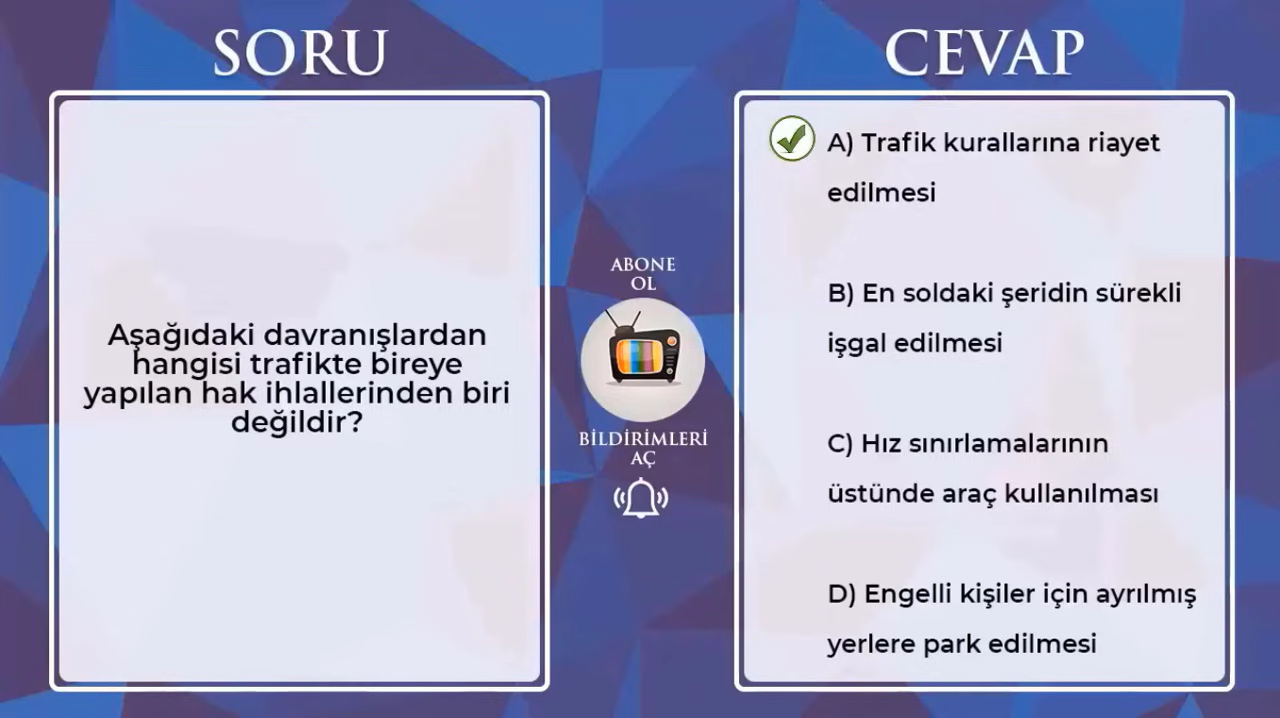 SORU
Aşağıdaki davranışlardan
hangisi trafikte bireye
yapılan hak ihlallerinden biri
değildir?
ABONE
OL
BİLDİRİMLERİ
AÇ
CEVAP
A) Trafik kurallarına riayet
edilmesi
B) En soldaki şeridin sürekli
işgal edilmesi
C) Hız sınırlamalarının
üstünde araç kullanılması
D) Engelli kişiler için ayrılmış
yerlere park edilmesi